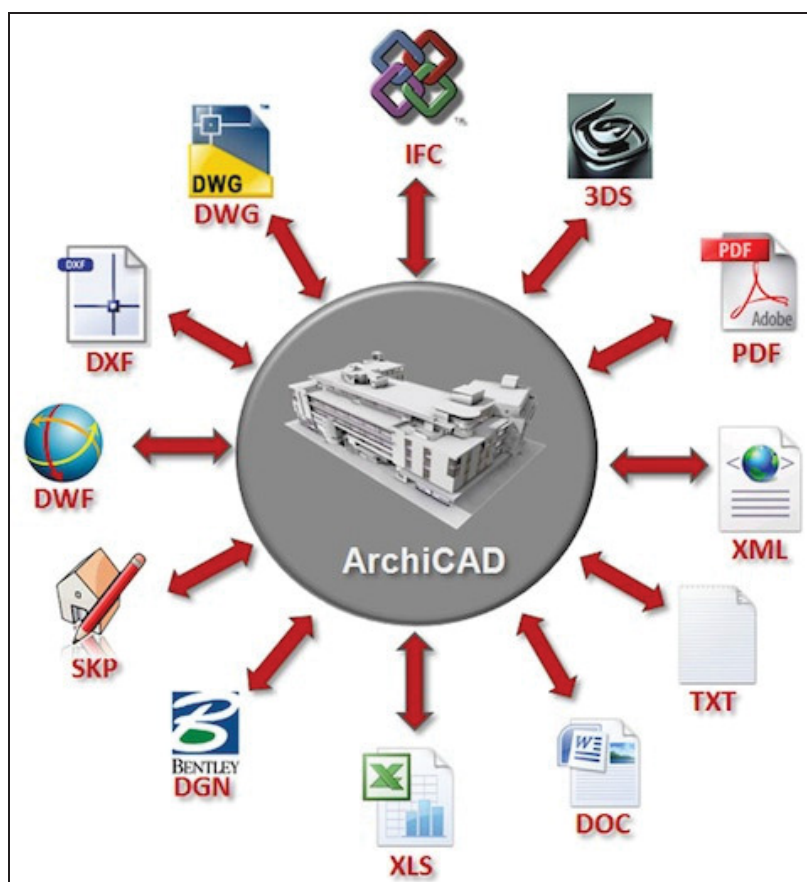 IFC
DWG
DWG
3DS
DXF
DXF
PDF
Adobe
PDF
DWF
XML
ArchiCAD
SKP
TXT
B
BENTLEY
DGN
W
DOC
X
XLS